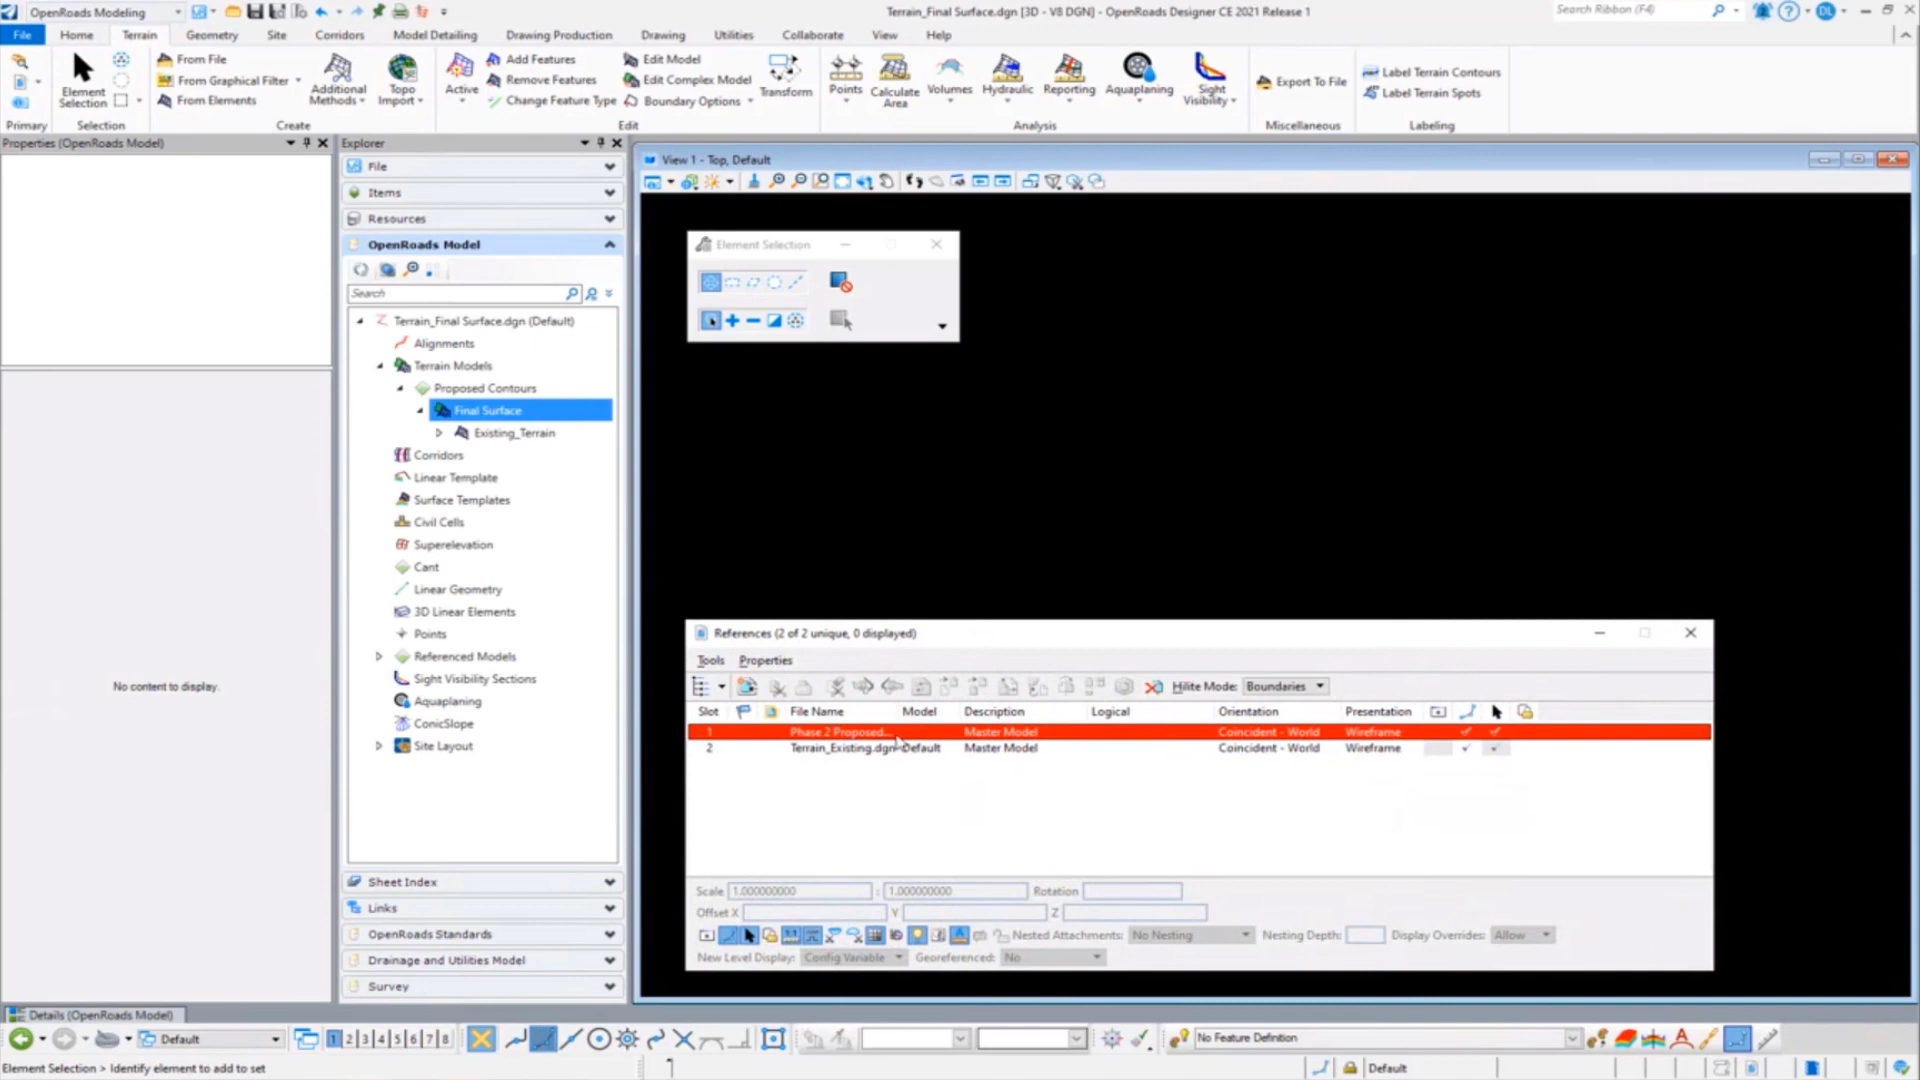 OpenRoads Modeling
Terrain_Final Surface.dgn [3D - V8 DGN] - OpenRoads Designer CE 2021 Release 1
Search Ribbon (F4)
DL
File Home Terrain Geometry Site Corridors Model Detailing Drawing Production Drawing Utilities Collaborate View Help
Element Selection
From File
From Graphical Filter
From Elements
Additional Methods
Topo Import
Active
Add Features
Remove Features
Change Feature Type
Edit Model
Edit Complex Model
Boundary Options
Transform
Points
Calculate Area
Volumes
Hydraulic
Reporting
Aquaplaning
Sight Visibility
Export To File
Label Terrain Contours
Label Terrain Spots
Primary Selection Create Edit Analysis Miscellaneous Labeling
Properties (OpenRoads Model)
No content to display.
Explorer
File
Items
Resources
OpenRoads Model
Search
Terrain_Final Surface.dgn (Default)
Alignments
Terrain Models
Proposed Contours
Final Surface
Existing_Terrain
Corridors
Linear Template
Surface Templates
Civil Cells
Superelevation
Cant
Linear Geometry
3D Linear Elements
Points
Referenced Models
Sight Visibility Sections
Aquaplaning
ConicSlope
Site Layout
Sheet Index
Links
OpenRoads Standards
Drainage and Utilities Model
Survey
View 1 - Top, Default
Element Selection
References (2 of 2 unique, 0 displayed)
Tools Properties
Hilite Mode: Boundaries
Slot File Name Model Description Logical Orientation Presentation
1 Phase 2 Proposed... Master Model Coincident - World Wireframe
2 Terrain_Existing.dgn Default Master Model Coincident - World Wireframe
Scale 1.000000000 : 1.000000000 Rotation
Offset X Y Z
Nested Attachments: No Nesting Nesting Depth: Display Overrides: Allow
New Level Display: Config Variable Georeferenced: No
Details (OpenRoads Model)
Default
1 2 3 4 5 6 7 8
No Feature Definition
Element Selection > Identify element to add to set
Default